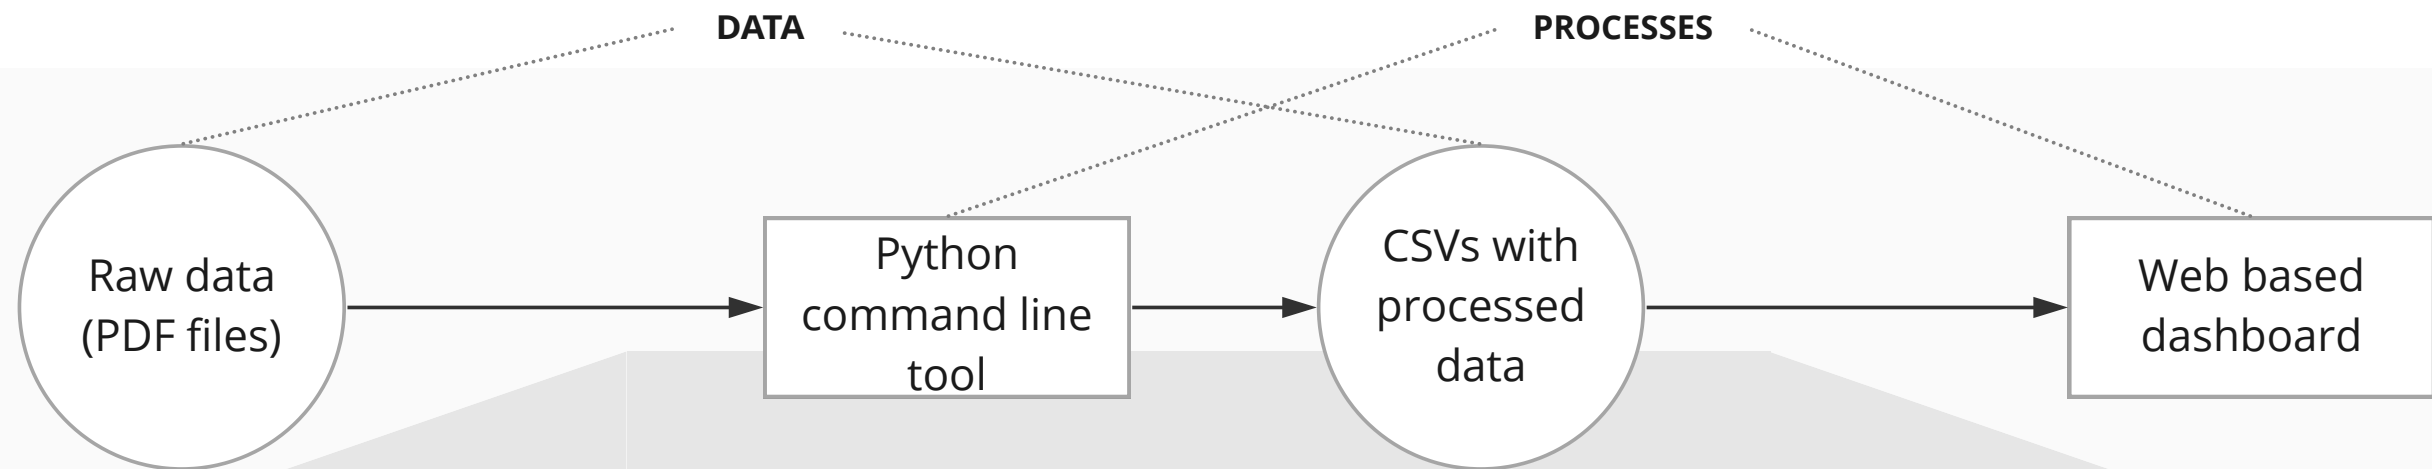 DATA
PROCESSES
Raw data
(PDF files)
Python
command line
tool
CSVs with
processed
data
Web based
dashboard